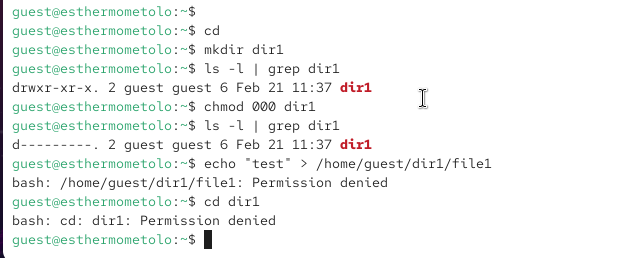 guest@esthermometolo:~$
guest@esthermometolo:~$ cd
guest@esthermometolo:~$ mkdir dir1
guest@esthermometolo:~$ ls -l | grep dir1
drwxr-xr-x. 2 guest guest 6 Feb 21 11:37 dir1
guest@esthermometolo:~$ chmod 000 dir1
guest@esthermometolo:~$ ls -l | grep dir1
d---------. 2 guest guest 6 Feb 21 11:37 dir1
guest@esthermometolo:~$ echo "test" > /home/guest/dir1/file1
bash: /home/guest/dir1/file1: Permission denied
guest@esthermometolo:~$ cd dir1
bash: cd: dir1: Permission denied
guest@esthermometolo:~$